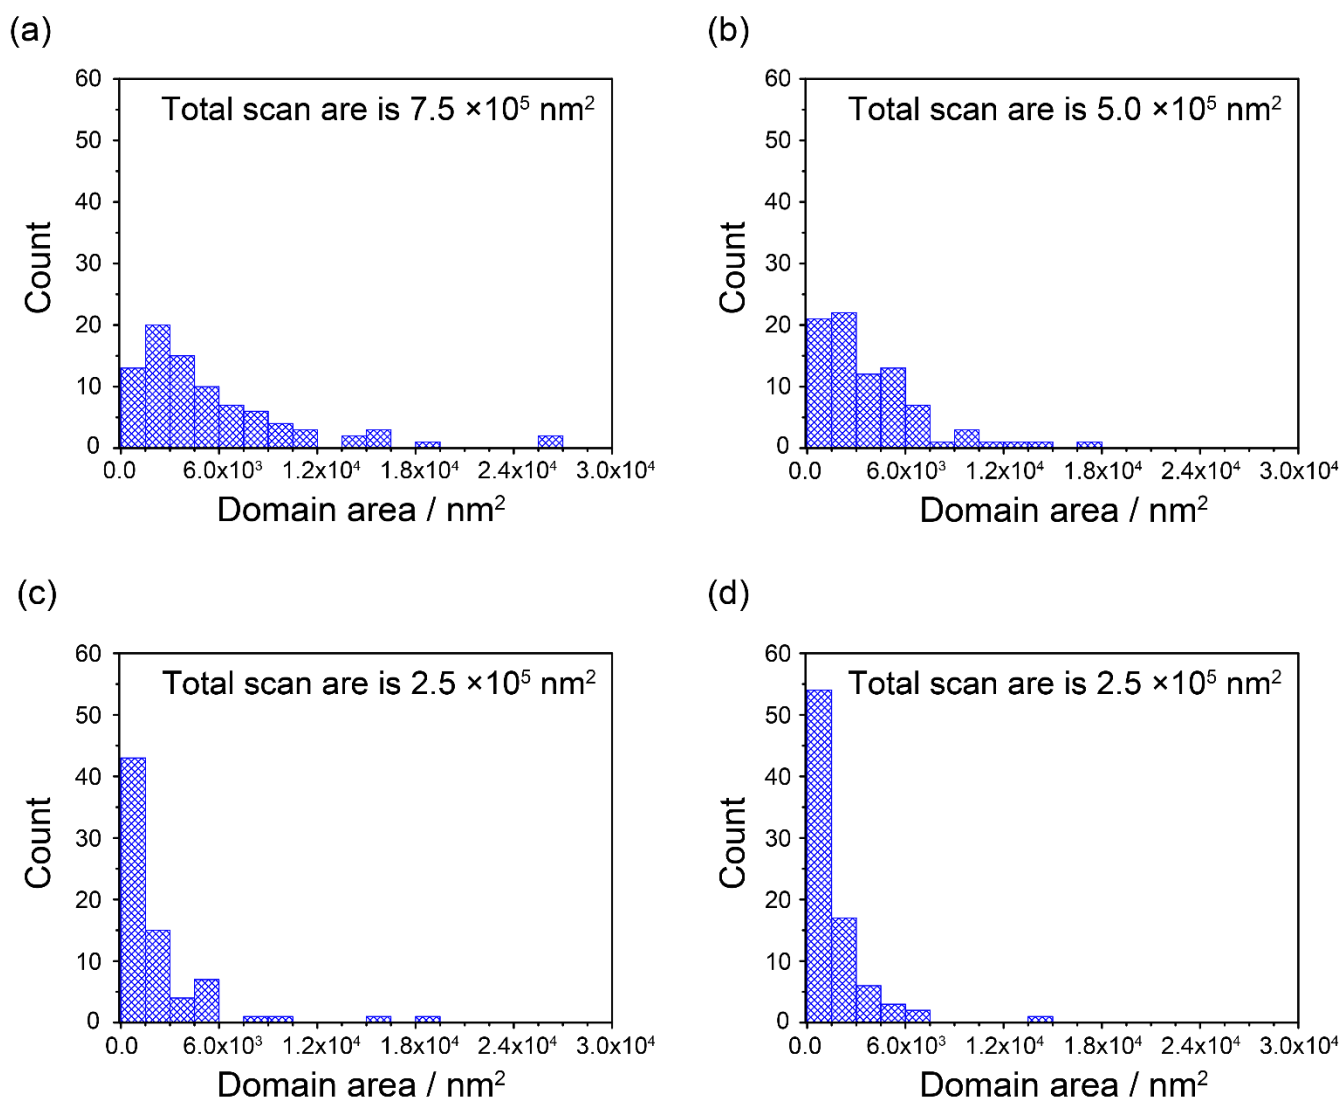 (a)
60
Total scan are is 7.5 ×10⁵ nm²
50
40
30
20
10
0
Count
0.0 6.0x10³ 1.2x10⁴ 1.8x10⁴ 2.4x10⁴ 3.0x10⁴
Domain area / nm²
(b)
60
Total scan are is 5.0 ×10⁵ nm²
50
40
30
20
10
0
Count
0.0 6.0x10³ 1.2x10⁴ 1.8x10⁴ 2.4x10⁴ 3.0x10⁴
Domain area / nm²
(c)
60
Total scan are is 2.5 ×10⁵ nm²
50
40
30
20
10
0
Count
0.0 6.0x10³ 1.2x10⁴ 1.8x10⁴ 2.4x10⁴ 3.0x10⁴
Domain area / nm²
(d)
60
Total scan are is 2.5 ×10⁵ nm²
50
40
30
20
10
0
Count
0.0 6.0x10³ 1.2x10⁴ 1.8x10⁴ 2.4x10⁴ 3.0x10⁴
Domain area / nm²